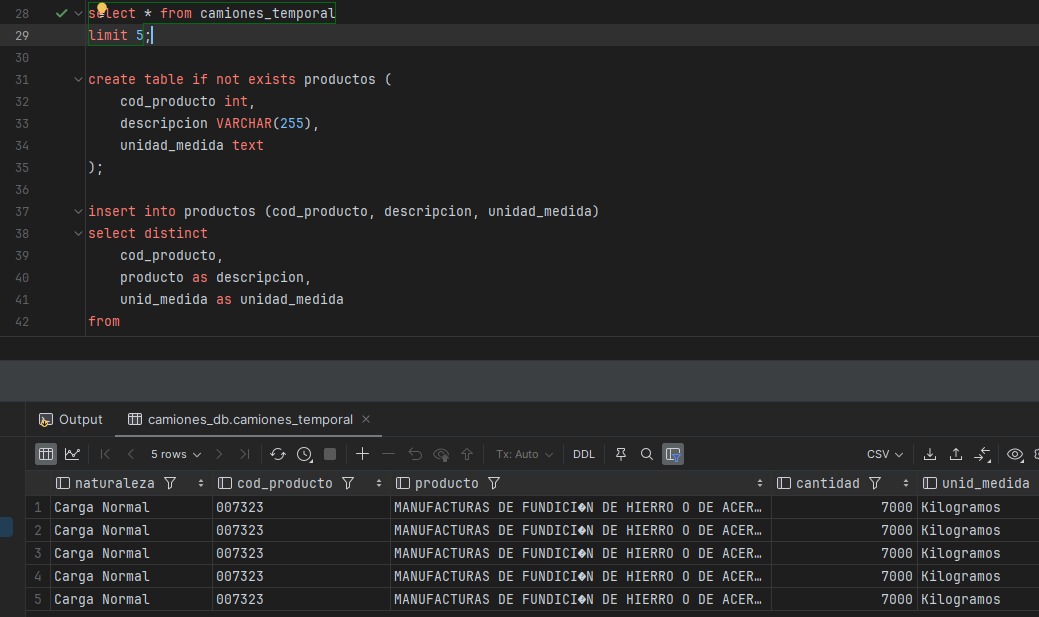 28 select * from camiones_temporal
29 limit 5;
30
31 create table if not exists productos (
32 cod_producto int,
33 descripcion VARCHAR(255),
34 unidad_medida text
35 );
36
37 insert into productos (cod_producto, descripcion, unidad_medida)
38 select distinct
39 cod_producto,
40 producto as descripcion,
41 unid_medida as unidad_medida
42 from
Output camiones_db.camiones_temporal
5 rows Tx: Auto DDL CSV
naturaleza cod_producto producto cantidad unid_medida
1 Carga Normal 007323 MANUFACTURAS DE FUNDICI�N DE HIERRO O DE ACER… 7000 Kilogramos
2 Carga Normal 007323 MANUFACTURAS DE FUNDICI�N DE HIERRO O DE ACER… 7000 Kilogramos
3 Carga Normal 007323 MANUFACTURAS DE FUNDICI�N DE HIERRO O DE ACER… 7000 Kilogramos
4 Carga Normal 007323 MANUFACTURAS DE FUNDICI�N DE HIERRO O DE ACER… 7000 Kilogramos
5 Carga Normal 007323 MANUFACTURAS DE FUNDICI�N DE HIERRO O DE ACER… 7000 Kilogramos